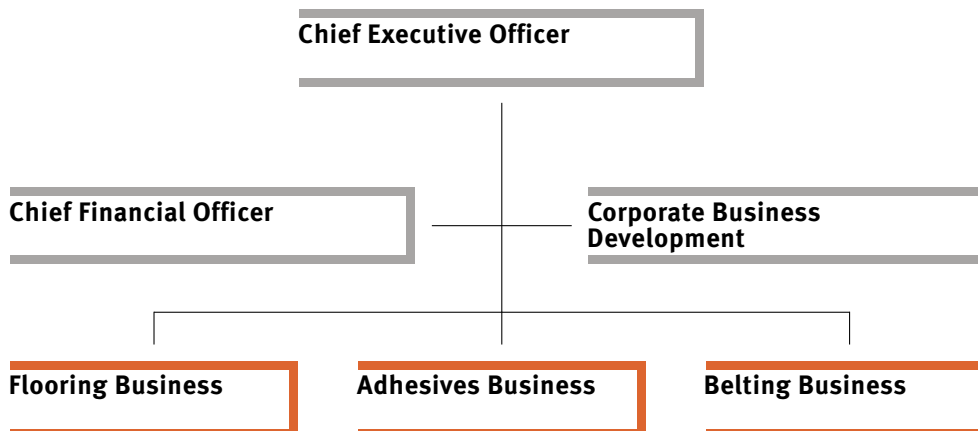 Chief Executive Officer
Chief Financial Officer
Corporate Business
Development
Flooring Business
Adhesives Business
Belting Business